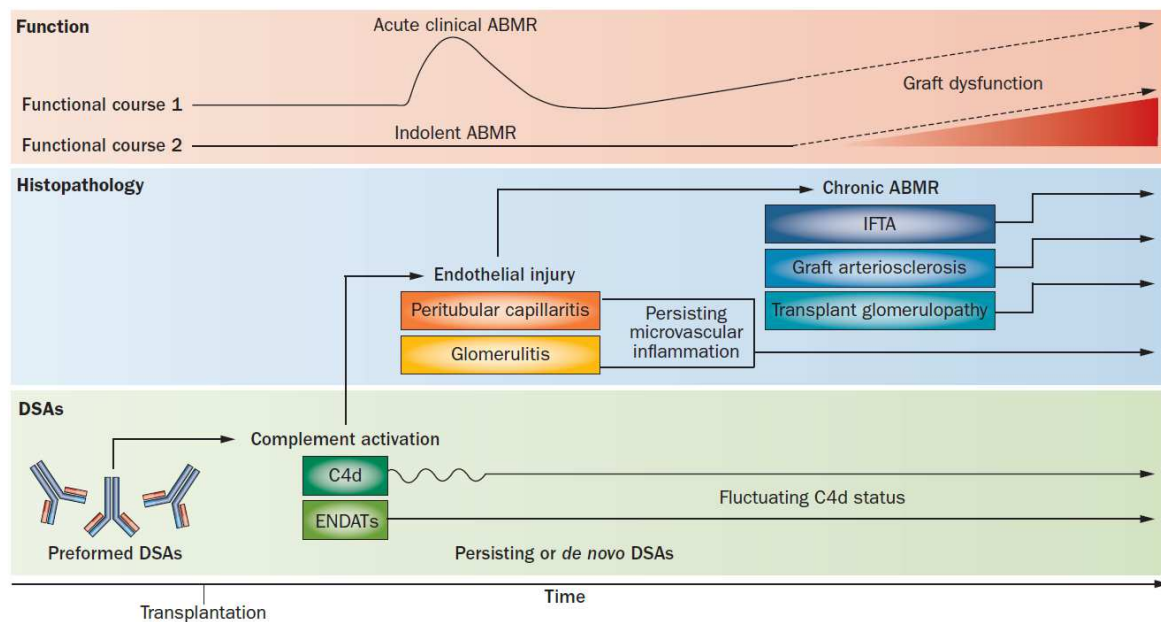 Function
Acute clinical ABMR
Graft dysfunction
Functional course 1
Indolent ABMR
Functional course 2
Histopathology
Chronic ABMR
IFTA
Endothelial injury
Graft arteriosclerosis
Peritubular capillaritis
Persisting
microvascular
inflammation
Transplant glomerulopathy
Glomerulitis
DSAs
Complement activation
C4d
Fluctuating C4d status
ENDATs
Preformed DSAs
Persisting or de novo DSAs
Time
Transplantation